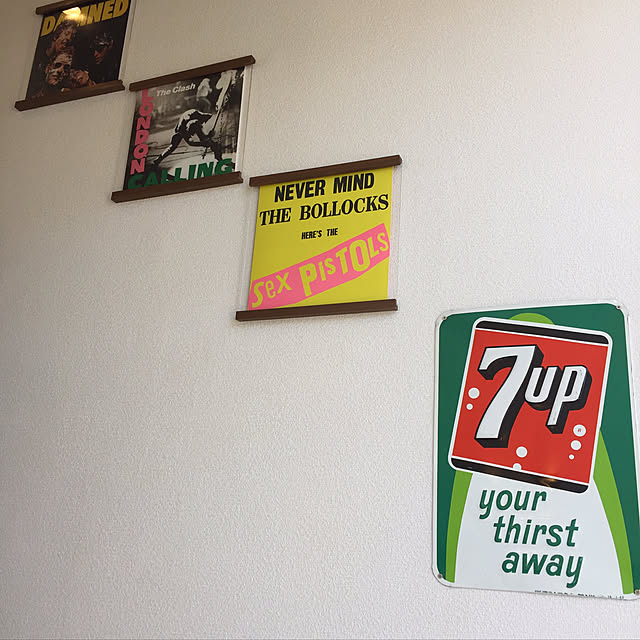 DAMNED
The Clash
LONDON
CALLING
NEVER MIND
THE BOLLOCKS
HERE'S THE
SEX PISTOLS
7UP
your
thirst
away